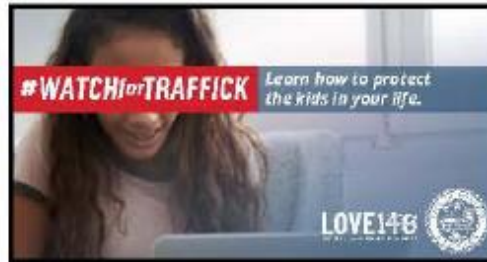 #WATCHforTRAFFICK
Learn how to protect
the kids in your life.
LOVE146